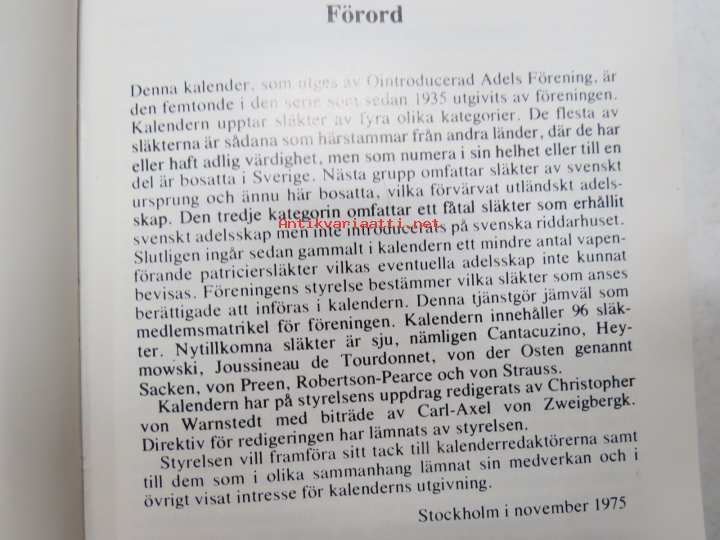 Förord
Denna kalender, som utges av Ointroducerad Adels Förening, är
den femtonde i den serie som sedan 1935 utgivits av föreningen.
Kalendern upptar släkter av fyra olika kategorier. De flesta av
släkterna är sådana som härstammar från andra länder, där de har
eller haft adlig värdighet, men som numera i sin helhet eller till en
del är bosatta i Sverige. Nästa grupp omfattar släkter av svenskt
ursprung och ännu här bosatta, vilka förvärvat utländskt adels-
skap. Den tredje kategorin omfattar ett fåtal släkter som erhållit
Antikvariaatti.net
svenskt adelsskap men inte introducerats på svenska riddarhuset.
Slutligen ingår sedan gammalt i kalendern ett mindre antal vapen-
förande patriciersläkter vilkas eventuella adelsskap inte kunnat
bevisas. Föreningens styrelse bestämmer vilka släkter som anses
berättigade att införas i kalendern. Denna tjänstgör jämväl som
medlemsmatrikel för föreningen. Kalendern innehåller 96 släk-
ter. Nytillkomna släkter är sju, nämligen Cantacuzino, Hey-
mowski, Joussineau de Tourdonnet, von der Osten genannt
Sacken, von Preen, Robertson-Pearce och von Strauss.
Kalendern har på styrelsens uppdrag redigerats av Christopher
von Warnstedt med biträde av Carl-Axel von Zweigbergk.
Direktiv för redigeringen har lämnats av styrelsen.
Styrelsen vill framföra sitt tack till kalenderredaktörerna samt
till dem som i olika sammanhang lämnat sin medverkan och i
övrigt visat intresse för kalenderns utgivning.
Stockholm i november 1975